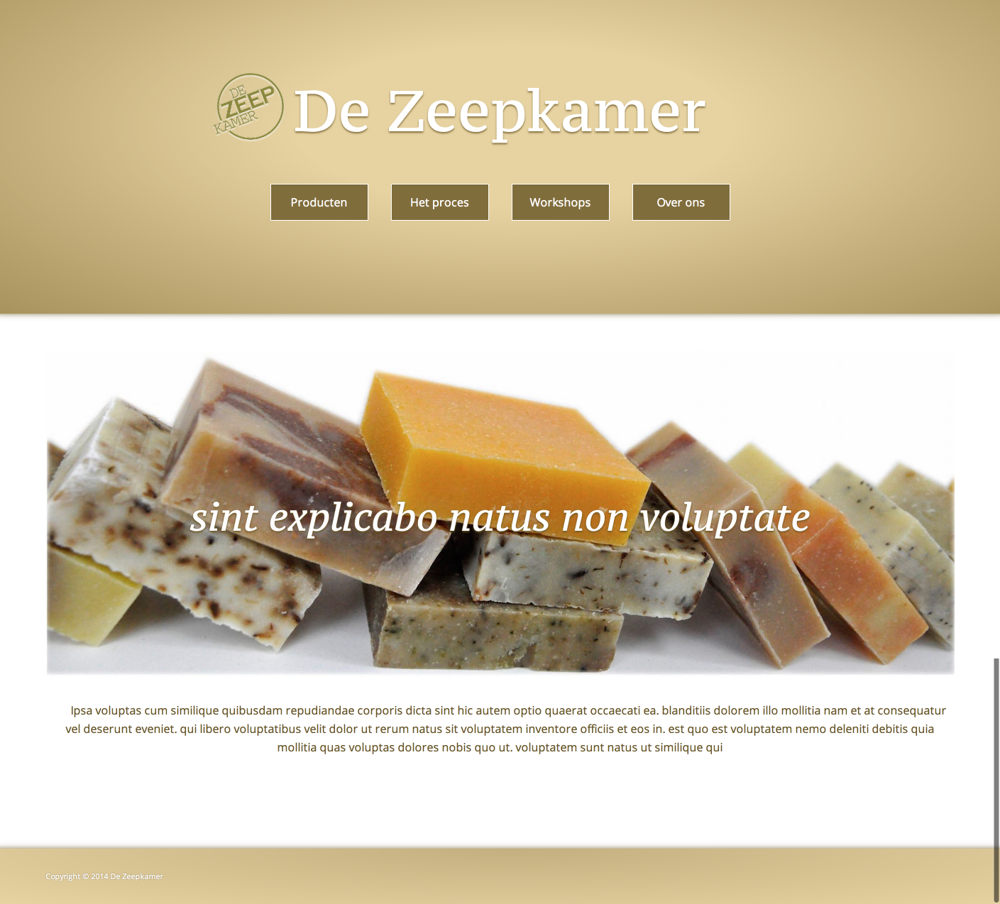 DE
ZEEP
KAMER
De Zeepkamer
Producten
Het proces
Workshops
Over ons
sint explicabo natus non voluptate
Ipsa voluptas cum similique quibusdam repudiandae corporis dicta sint hic autem optio quaerat occaecati ea. blanditiis dolorem illo mollitia nam et at consequatur
vel deserunt eveniet. qui libero voluptatibus velit dolor ut rerum natus sit voluptatem inventore officiis et eos in. est quo est voluptatem nemo deleniti debitis quia
mollitia quas voluptas dolores nobis quo ut. voluptatem sunt natus ut similique qui
Copyright © 2014 De Zeepkamer